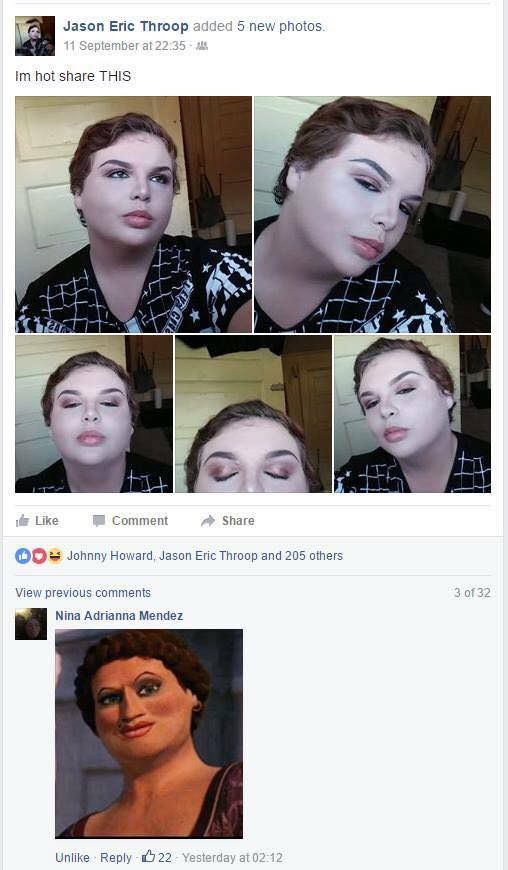 Jason Eric Throop added 5 new photos.
11 September at 22:35 ·
Im hot share THIS
Like Comment Share
Johnny Howard, Jason Eric Throop and 205 others
View previous comments 3 of 32
Nina Adrianna Mendez
Unlike · Reply · 22 · Yesterday at 02:12